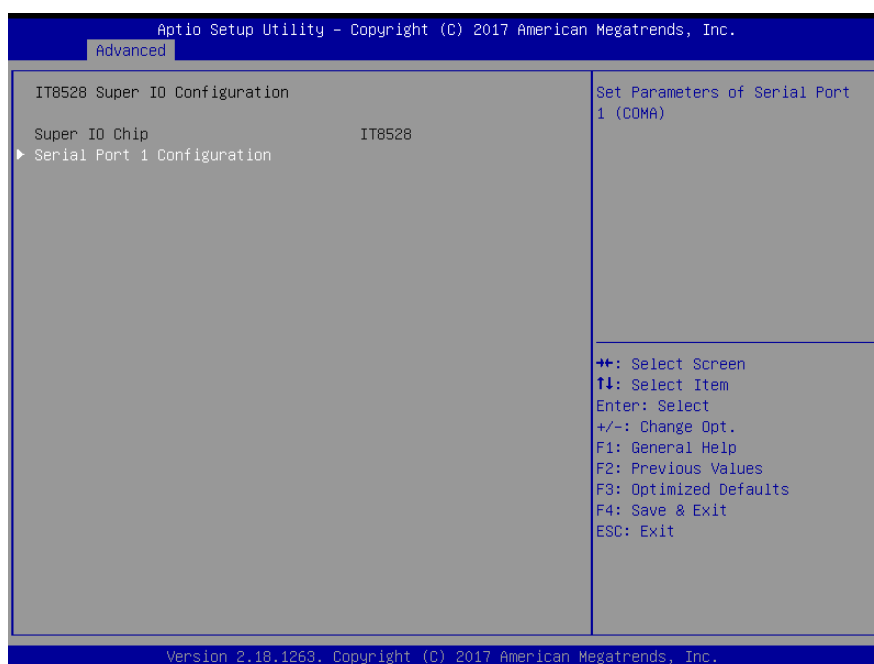 Aptio Setup Utility – Copyright (C) 2017 American Megatrends, Inc.
Advanced
IT8528 Super IO Configuration
Super IO Chip IT8528
▶ Serial Port 1 Configuration
Set Parameters of Serial Port
1 (COMA)
→←: Select Screen
↑↓: Select Item
Enter: Select
+/-: Change Opt.
F1: General Help
F2: Previous Values
F3: Optimized Defaults
F4: Save & Exit
ESC: Exit
Version 2.18.1263. Copyright (C) 2017 American Megatrends, Inc.